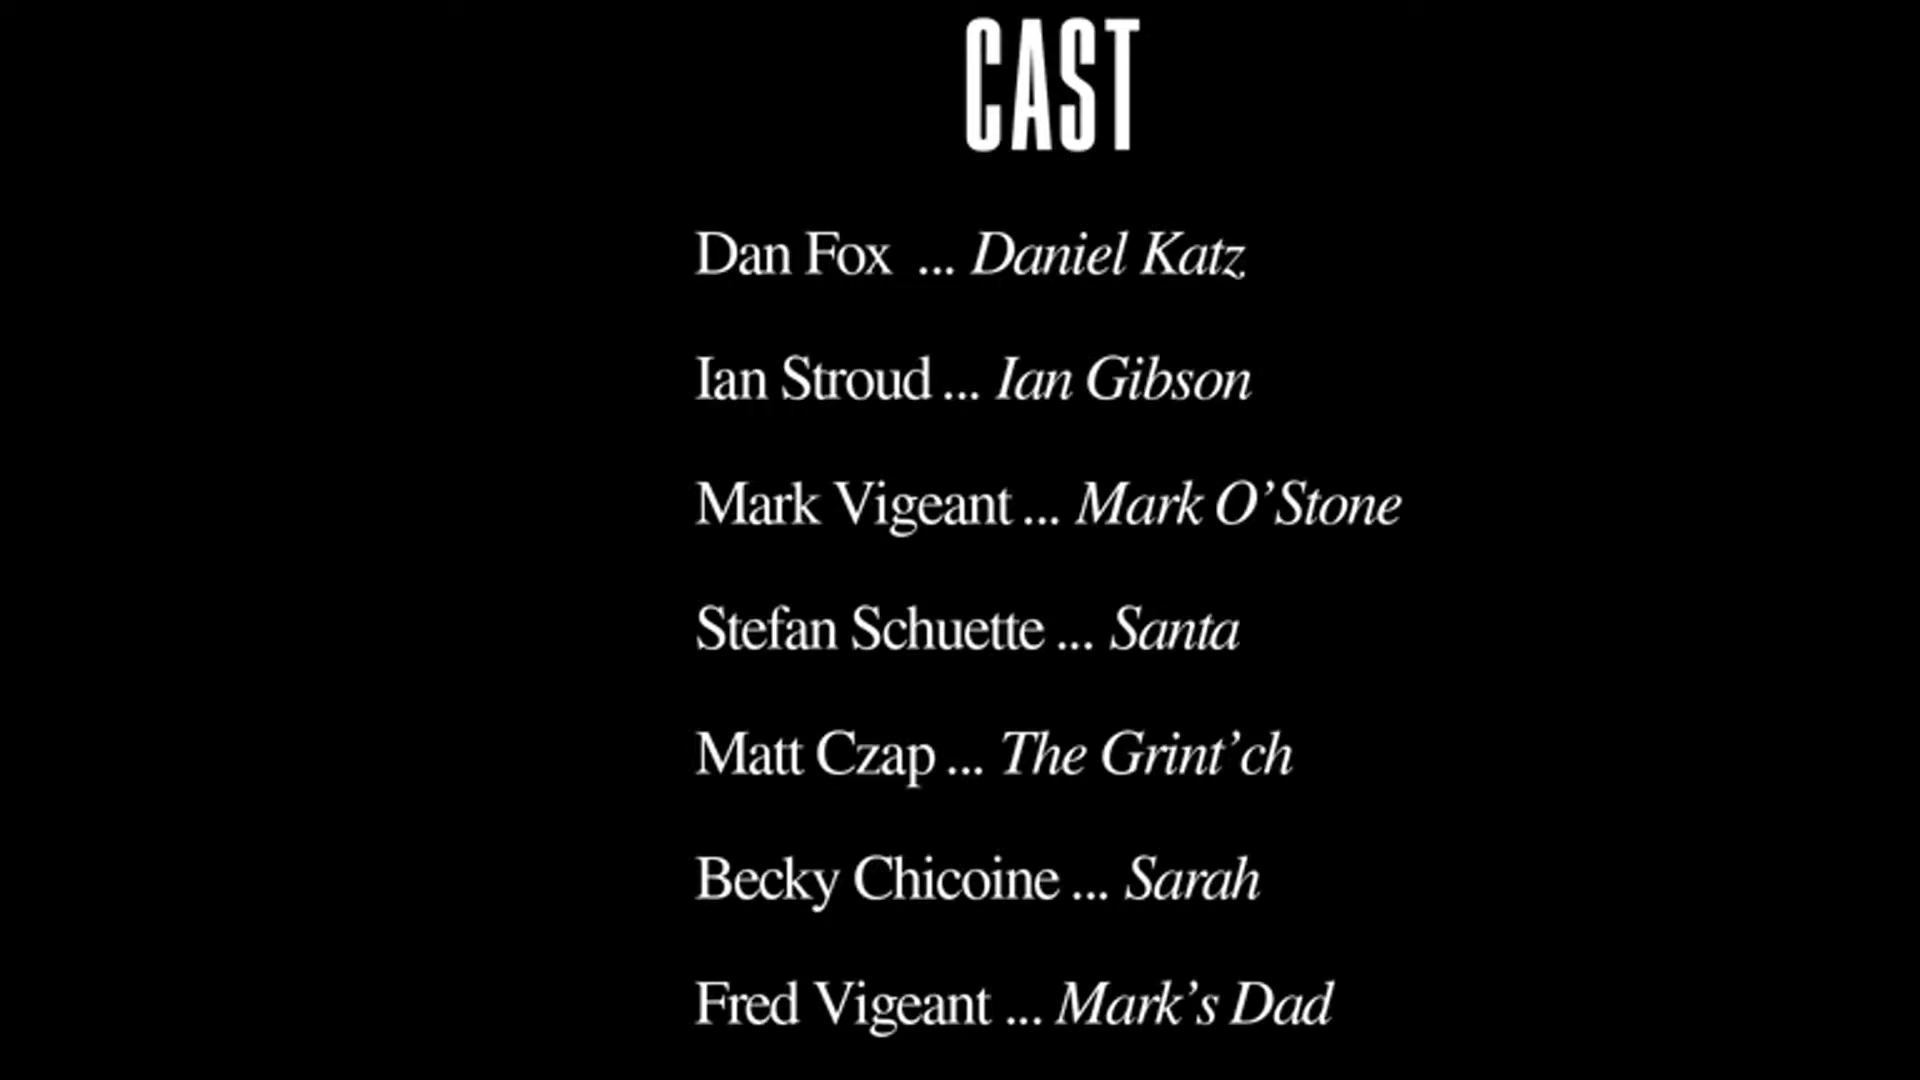 CAST
Dan Fox ... Daniel Katz
Ian Stroud ... Ian Gibson
Mark Vigeant ... Mark O’Stone
Stefan Schuette ... Santa
Matt Czap ... The Grint’ch
Becky Chicoine ... Sarah
Fred Vigeant ... Mark’s Dad